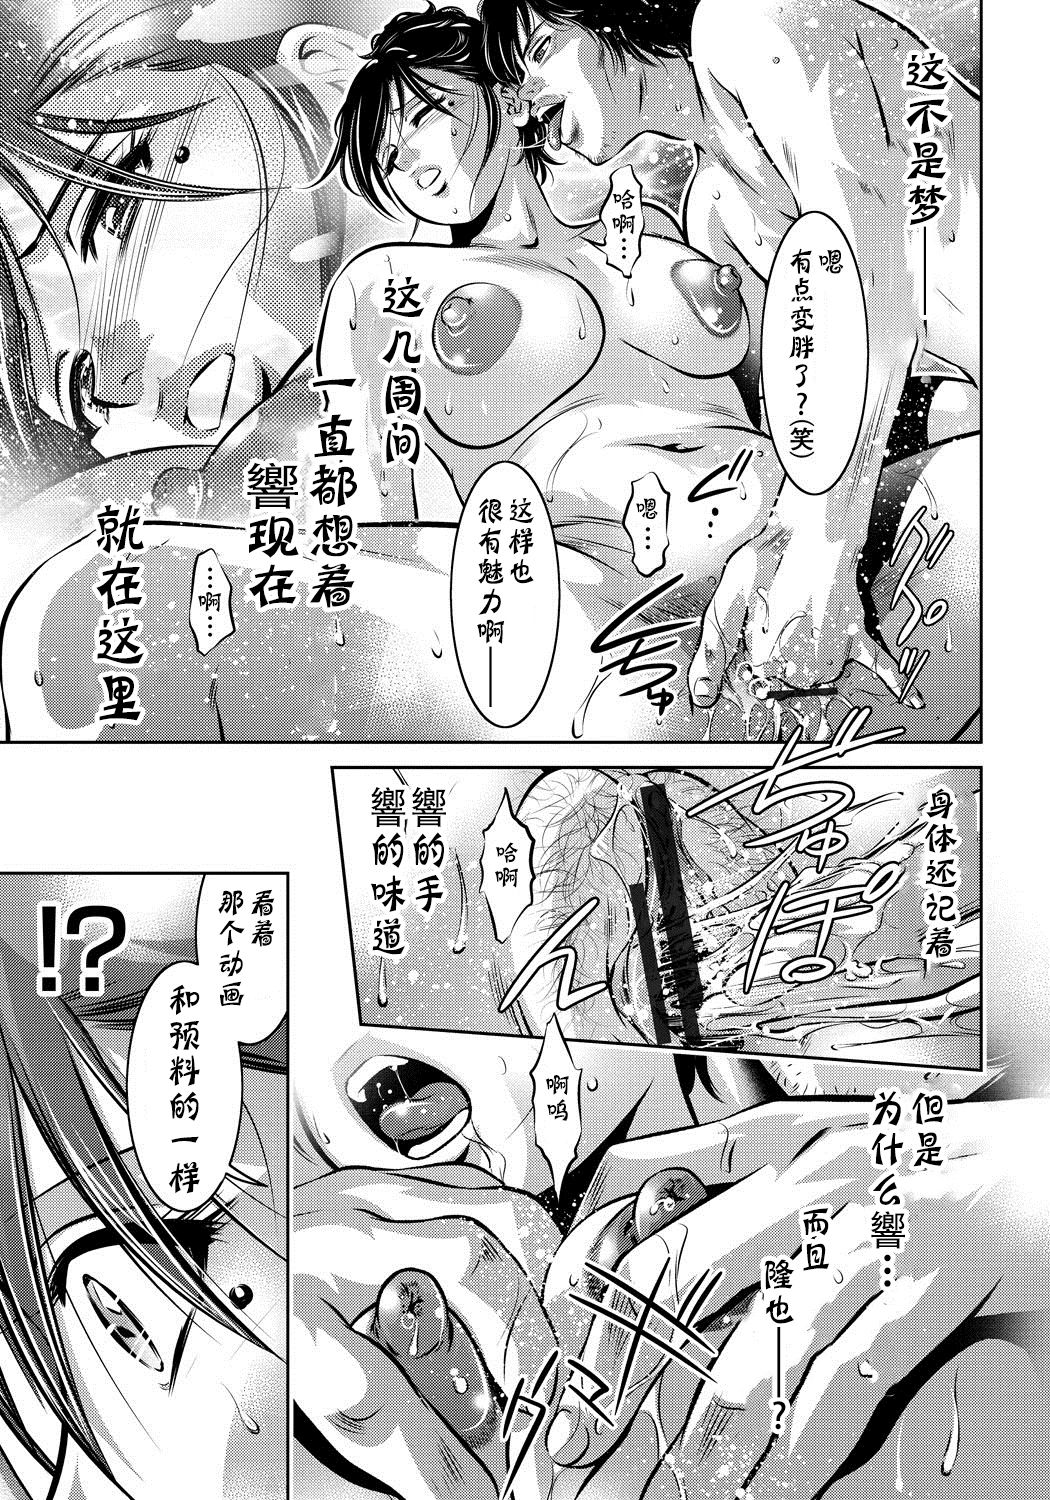 这不是梦——
嗯
有点变胖了?(笑)
哈啊…
这几周间
一直都想着
響现在
就在这里
这样也
很有魅力啊——
嗯…
…啊…
身体还记着
響的手
響的味道
哈啊
但是
为什么響…
而且
隆也——?
啊呜
看着
那个动画
和预料的一样
!?